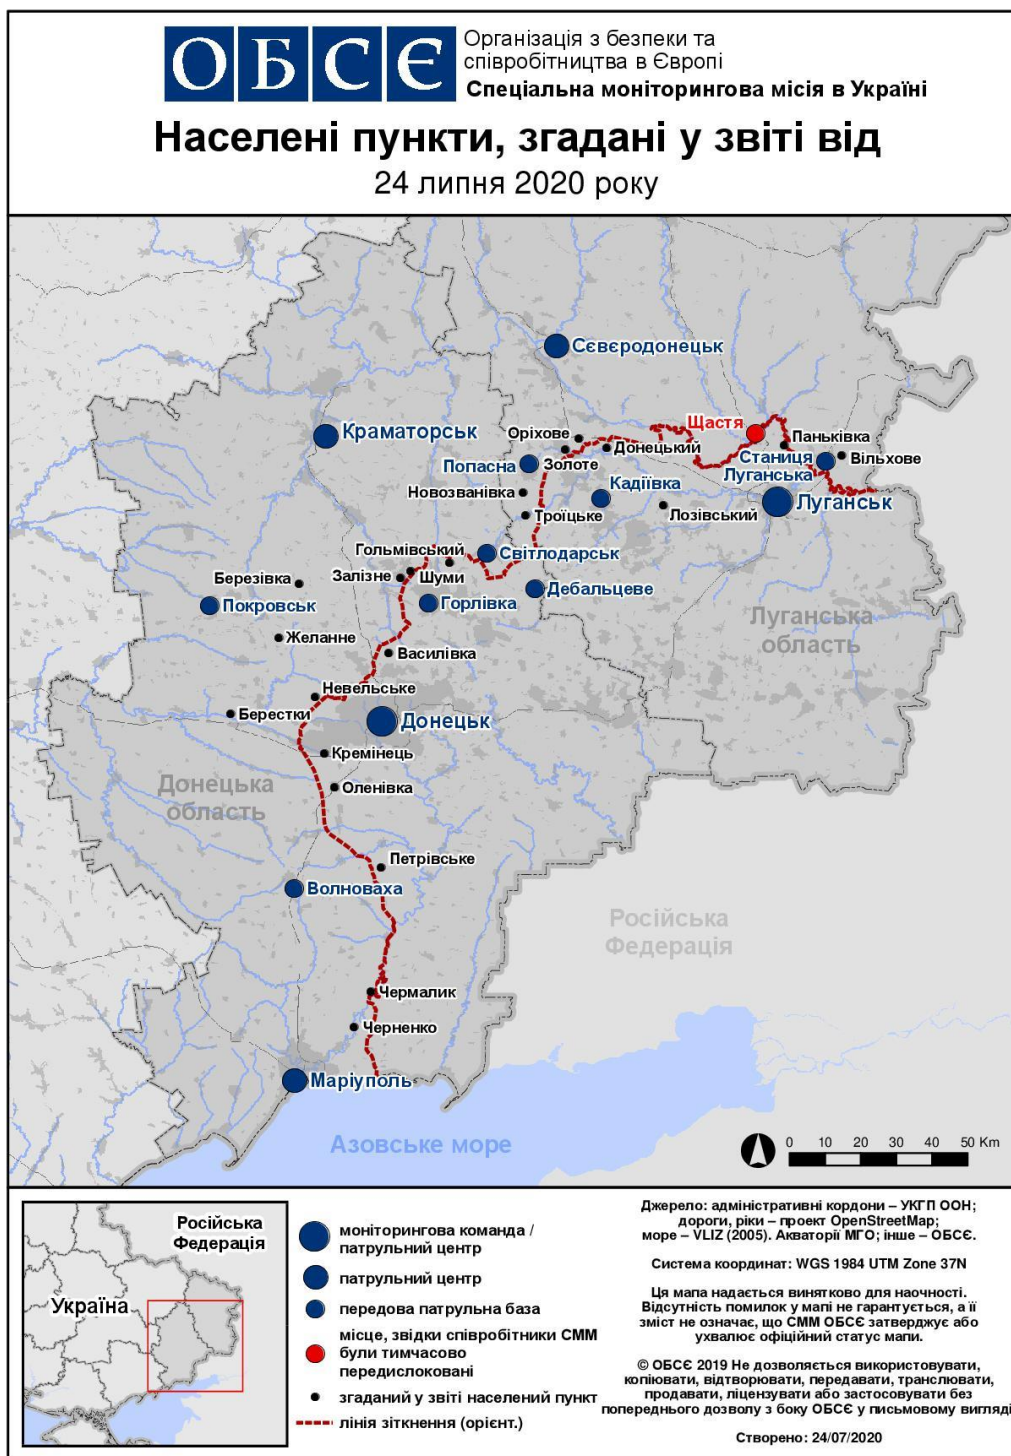 ОБСЄ
Організація з безпеки та
співробітництва в Європі
Спеціальна моніторингова місія в Україні
Населені пункти, згадані у звіті від
24 липня 2020 року
Сєвєродонецьк
Щастя
Краматорськ
Оріхове
Паньківка
Донецький
Станиця
Луганська
Вільхове
Попасна
Золоте
Кадіївка
Новозванівка
Луганськ
Троїцьке
Лозівський
Гольмівський
Світлодарськ
Залізне
Шуми
Березівка
Дебальцеве
Покровськ
Горлівка
Луганська
область
Желанне
Василівка
Невельське
Берестки
Донецьк
Кремінець
Донецька
область
Оленівка
Петрівське
Волноваха
Російська
Федерація
Чермалик
Черненко
Маріуполь
Азовське море
0 10 20 30 40 50 Km
Російська
Федерація
Україна
моніторингова команда /
патрульний центр
патрульний центр
передова патрульна база
місце, звідки співробітники СММ
були тимчасово
передислоковані
згаданий у звіті населений пункт
лінія зіткнення (орієнт.)
Джерело: адміністративні кордони – УКГП ООН;
дороги, ріки – проект OpenStreetMap;
море – VLIZ (2005). Акваторії МГО; інше – ОБСЄ.
Система координат: WGS 1984 UTM Zone 37N
Ця мапа надається винятково для наочності.
Відсутність помилок у мапі не гарантується, а її
зміст не означає, що СММ ОБСЄ затверджує або
ухвалює офіційний статус мапи.
© ОБСЄ 2019 Не дозволяється використовувати,
копіювати, відтворювати, передавати, транслювати,
продавати, ліцензувати або застосовувати без
попереднього дозволу з боку ОБСЄ у письмовому вигляді
Створено: 24/07/2020